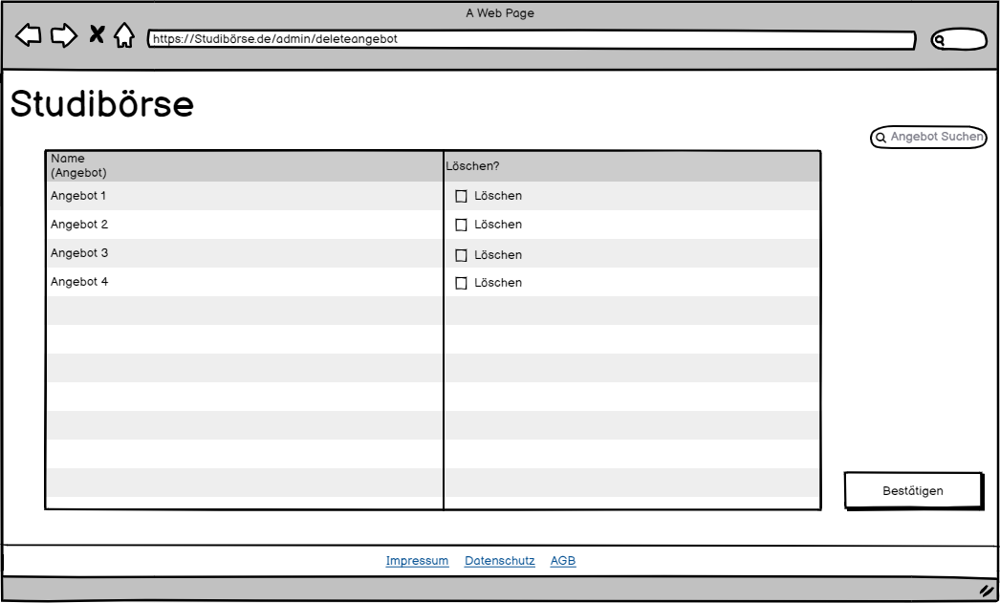 A Web Page
https://Studibörse.de/admin/deleteangebot
Studibörse
Angebot Suchen
Name
(Angebot)
Löschen?
Angebot 1
Löschen
Angebot 2
Löschen
Angebot 3
Löschen
Angebot 4
Löschen
Bestätigen
Impressum Datenschutz AGB